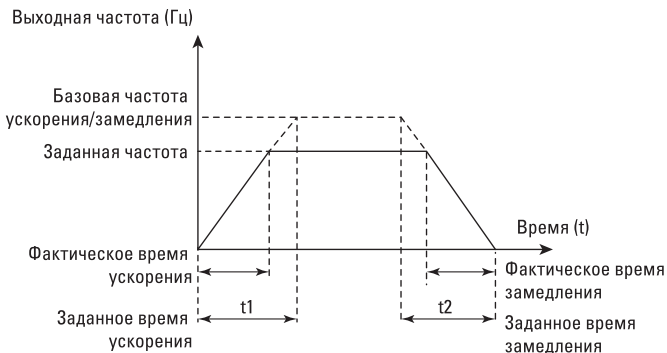 Выходная частота (Гц)
Базовая частота
ускорения/замедления
Заданная частота
Время (t)
Фактическое время
ускорения
Фактическое время
замедления
t1
t2
Заданное время
ускорения
Заданное время
замедления